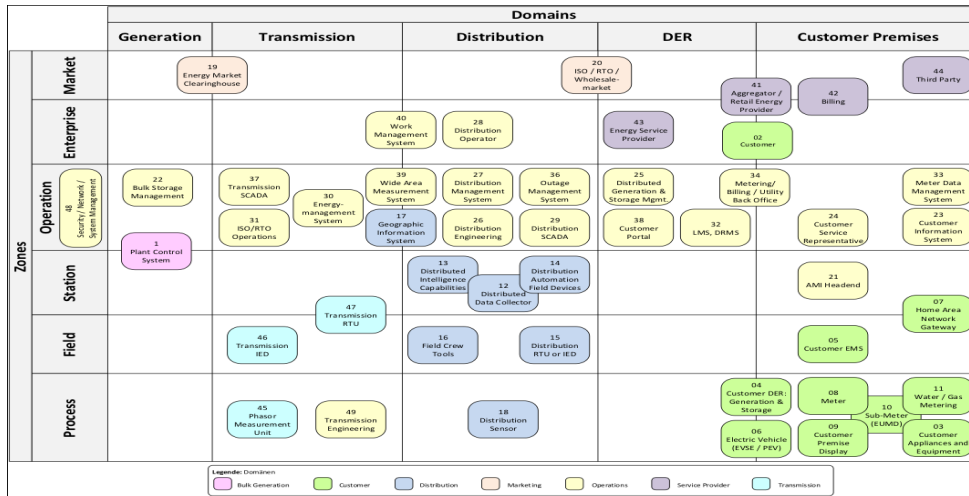 Domains
Generation
Transmission
Distribution
DER
Customer Premises
Zones
Market
19
Energy Market
Clearinghouse
20
ISO / RTO /
Wholesale-
market
41
Aggregator /
Retail Energy
Provider
42
Billing
44
Third Party
Enterprise
40
Work
Management
System
28
Distribution
Operator
43
Energy Service
Provider
02
Customer
Operation
48
Security / Network /
System Management
22
Bulk Storage
Management
37
Transmission
SCADA
30
Energy-
management
System
39
Wide Area
Measurement
System
27
Distribution
Management
System
36
Outage
Management
System
25
Distributed
Generation &
Storage Mgmt.
34
Metering/
Billing / Utility
Back Office
33
Meter Data
Management
System
31
ISO/RTO
Operations
17
Geographic
Information
System
26
Distribution
Engineering
29
Distribution
SCADA
38
Customer
Portal
32
LMS, DRMS
24
Customer
Service
Representative
23
Customer
Information
System
1
Plant Control
System
Station
13
Distributed
Intelligence
Capabilities
12
Distributed
Data Collector
14
Distribution
Automation
Field Devices
21
AMI Headend
47
Transmission
RTU
07
Home Area
Network
Gateway
Field
46
Transmission
IED
16
Field Crew
Tools
15
Distribution
RTU or IED
05
Customer EMS
Process
45
Phasor
Measurement
Unit
49
Transmission
Engineering
18
Distribution
Sensor
04
Customer DER:
Generation &
Storage
08
Meter
10
Sub-Meter
(EUMD)
11
Water / Gas
Metering
06
Electric Vehicle
(EVSE / PEV)
09
Customer
Premise
Display
03
Customer
Appliances and
Equipment
Legende: Domänen
Bulk Generation
Customer
Distribution
Marketing
Operations
Service Provider
Transmission